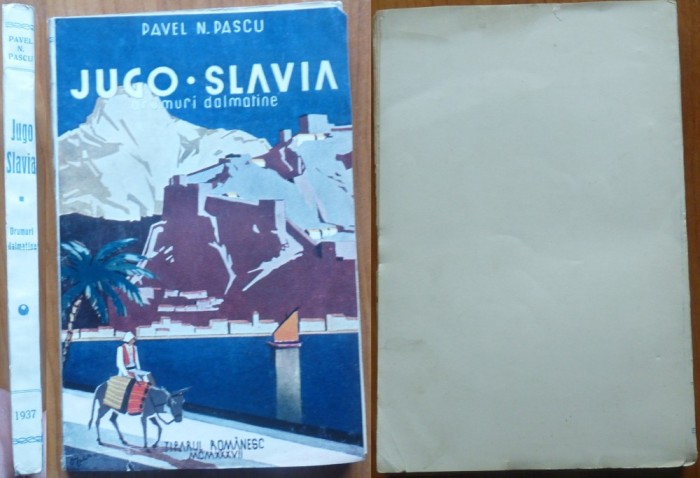 PAVEL
N.
PASCU
Jugo
Slavia
Drumuri
dalmatine
1937
PAVEL N. PASCU
JUGO·SLAVIA
Drumuri dalmatine
TIPARUL ROMÂNESC
MCMXXXVII